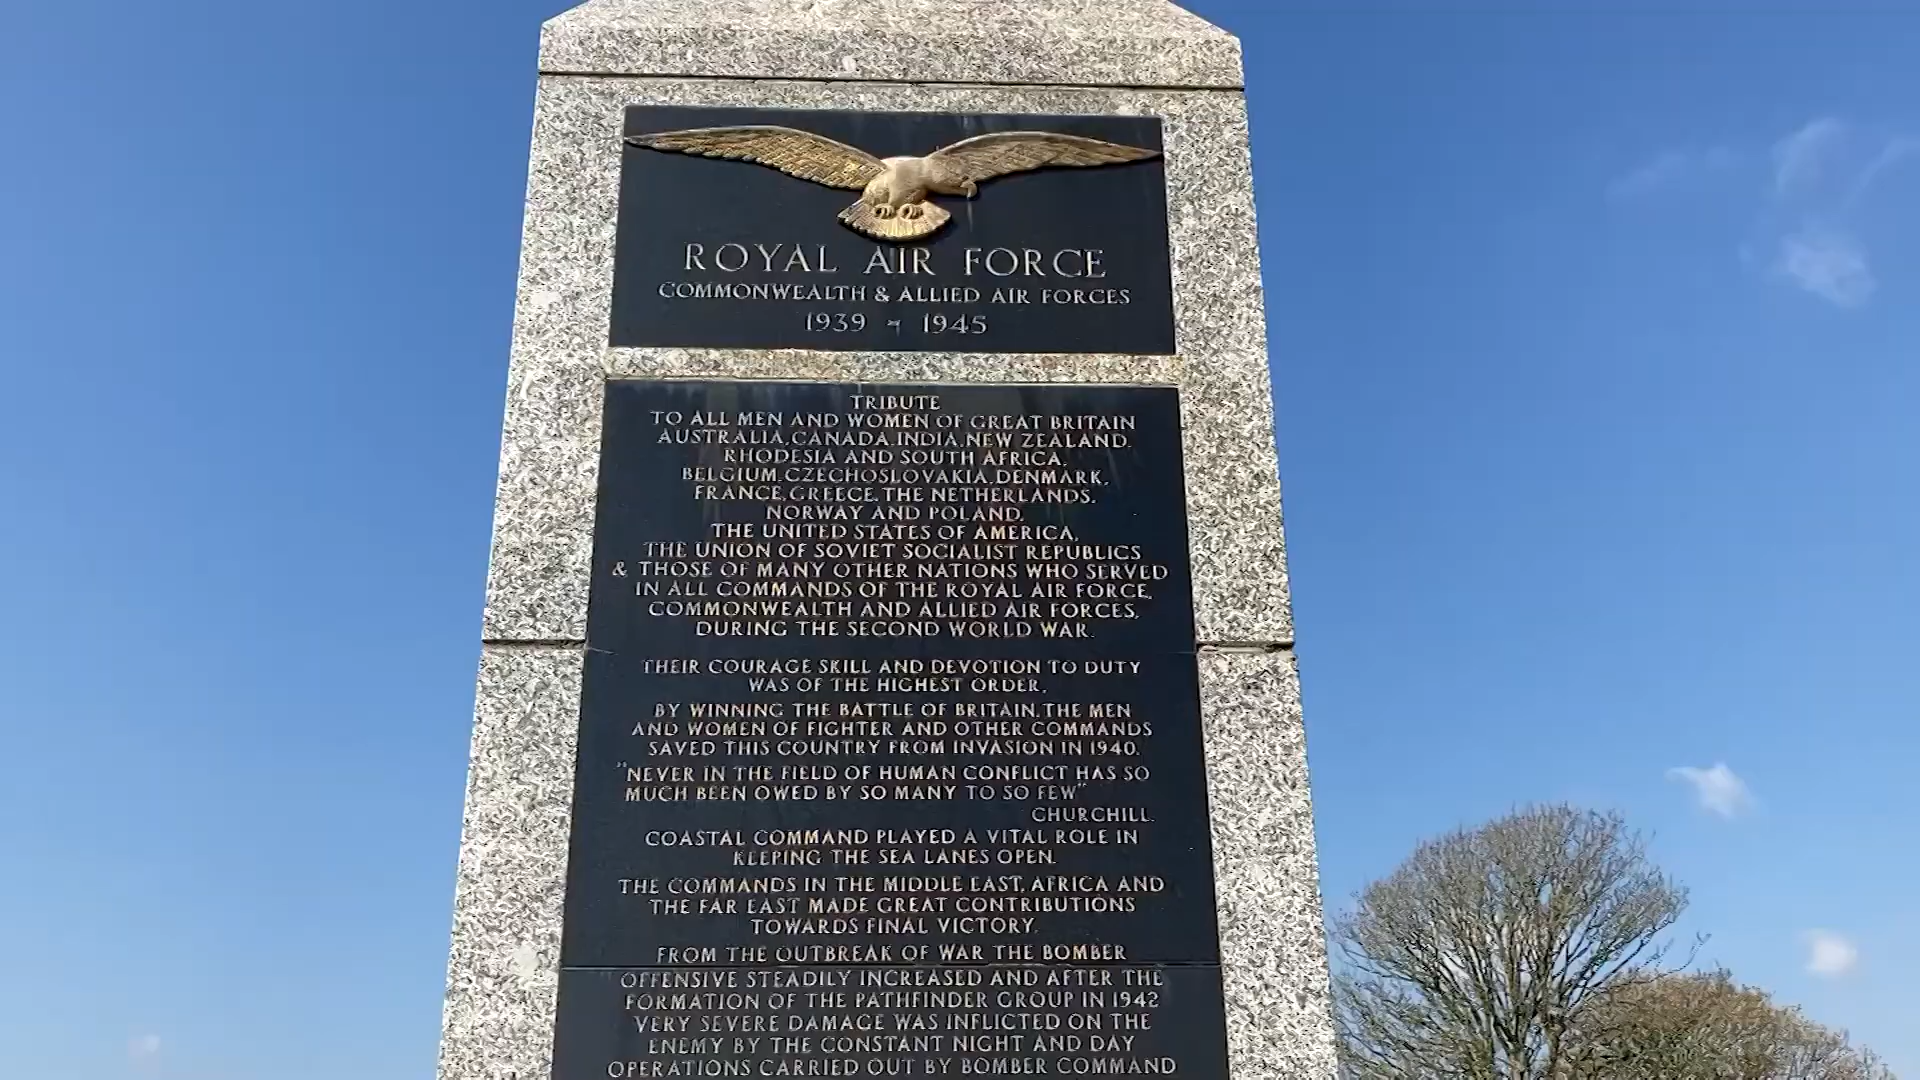 ROYAL AIR FORCE
COMMONWEALTH & ALLIED AIR FORCES
1939 - 1945
TRIBUTE
TO ALL MEN AND WOMEN OF GREAT BRITAIN
AUSTRALIA, CANADA, INDIA, NEW ZEALAND,
RHODESIA AND SOUTH AFRICA,
BELGIUM, CZECHOSLOVAKIA, DENMARK,
FRANCE, GREECE, THE NETHERLANDS,
NORWAY AND POLAND,
THE UNITED STATES OF AMERICA,
THE UNION OF SOVIET SOCIALIST REPUBLICS
& THOSE OF MANY OTHER NATIONS WHO SERVED
IN ALL COMMANDS OF THE ROYAL AIR FORCE,
COMMONWEALTH AND ALLIED AIR FORCES,
DURING THE SECOND WORLD WAR.
THEIR COURAGE SKILL AND DEVOTION TO DUTY
WAS OF THE HIGHEST ORDER.
BY WINNING THE BATTLE OF BRITAIN, THE MEN
AND WOMEN OF FIGHTER AND OTHER COMMANDS
SAVED THIS COUNTRY FROM INVASION IN 1940.
"NEVER IN THE FIELD OF HUMAN CONFLICT HAS SO
MUCH BEEN OWED BY SO MANY TO SO FEW"
CHURCHILL.
COASTAL COMMAND PLAYED A VITAL ROLE IN
KEEPING THE SEA LANES OPEN.
THE COMMANDS IN THE MIDDLE EAST, AFRICA AND
THE FAR EAST MADE GREAT CONTRIBUTIONS
TOWARDS FINAL VICTORY.
FROM THE OUTBREAK OF WAR THE BOMBER
OFFENSIVE STEADILY INCREASED AND AFTER THE
FORMATION OF THE PATHFINDER GROUP IN 1942
VERY SEVERE DAMAGE WAS INFLICTED ON THE
ENEMY BY THE CONSTANT NIGHT AND DAY
OPERATIONS CARRIED OUT BY BOMBER COMMAND